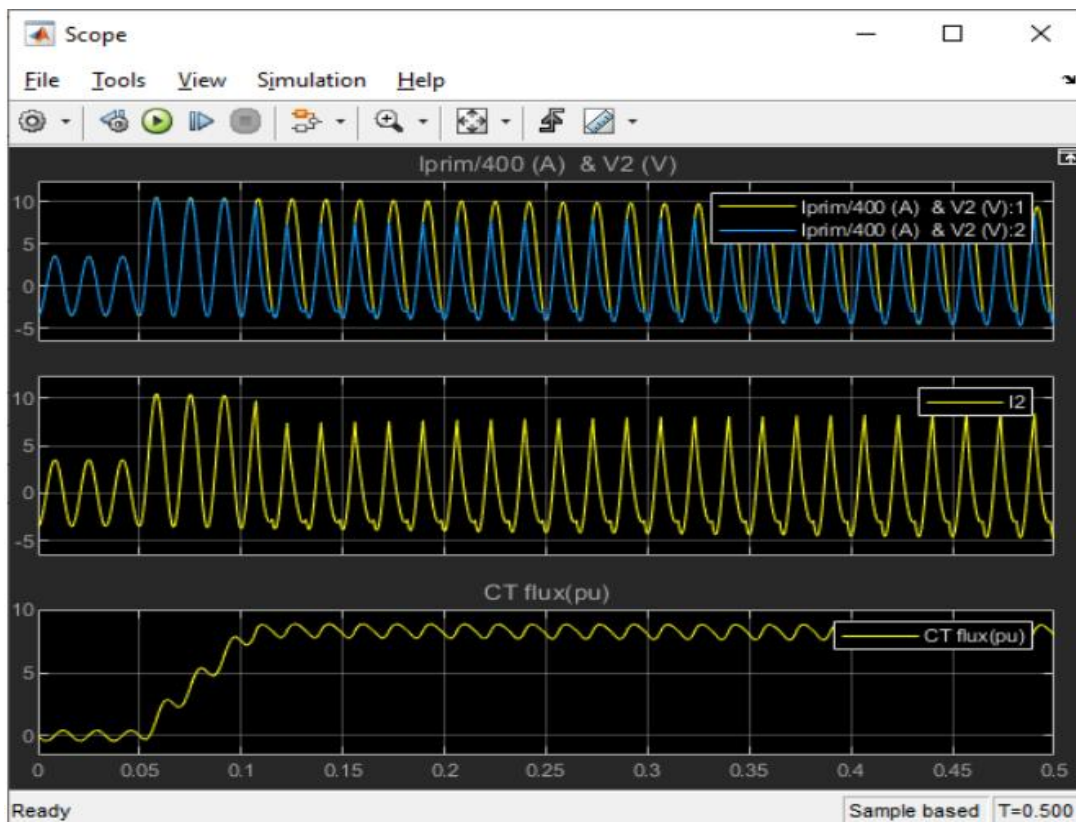 Scope
File Tools View Simulation Help
Iprim/400 (A) & V2 (V)
10
5
0
-5
Iprim/400 (A) & V2 (V):1
Iprim/400 (A) & V2 (V):2
10
5
0
-5
I2
CT flux(pu)
10
5
0
CT flux(pu)
0 0.05 0.1 0.15 0.2 0.25 0.3 0.35 0.4 0.45 0.5
Ready Sample based T=0.500